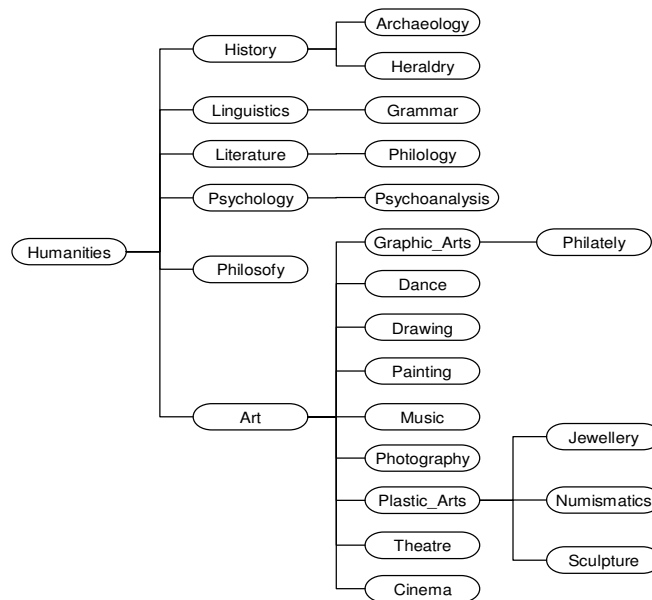 Archaeology
History
Heraldry
Linguistics
Grammar
Literature
Philology
Psychology
Psychoanalysis
Humanities
Graphic_Arts
Philately
Philosofy
Dance
Drawing
Painting
Art
Music
Jewellery
Photography
Plastic_Arts
Numismatics
Theatre
Sculpture
Cinema